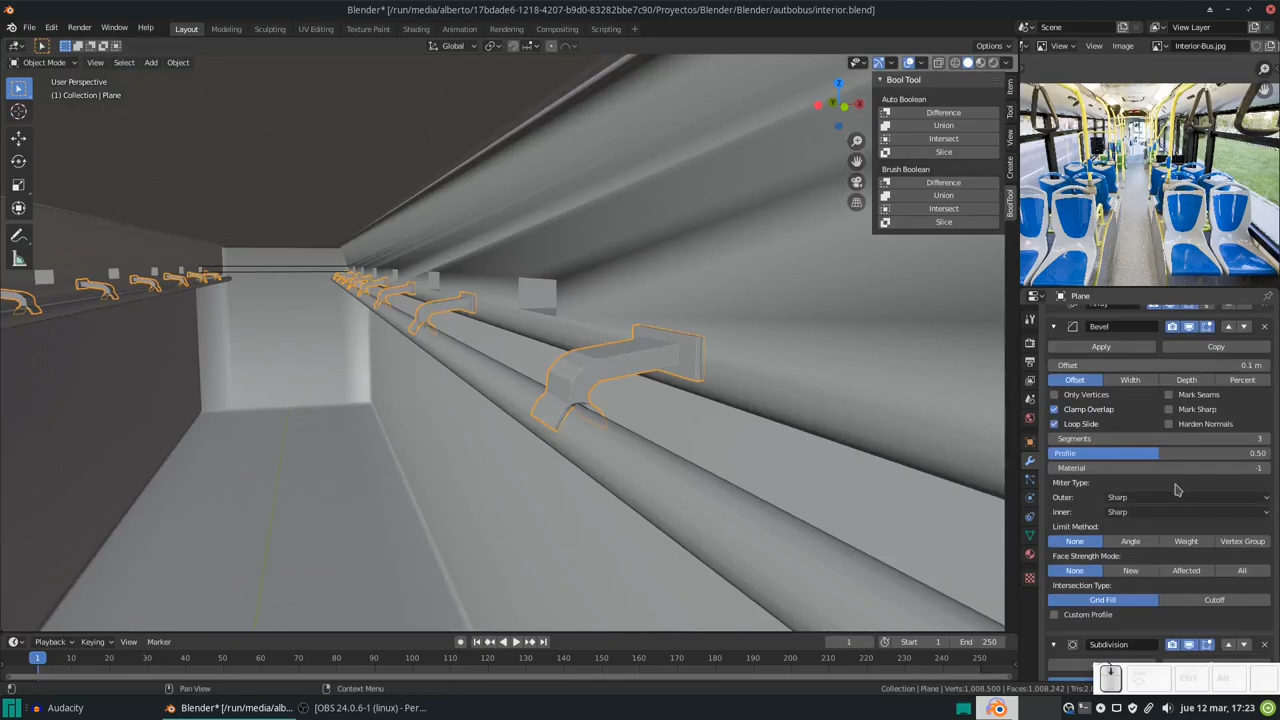 Blender* [/run/media/alberto/17bdade6-1218-4207-b9d0-83282bbe7c90/Proyectos/Blender/Blender/autbobus/interior.blend]
File Edit Render Window Help Layout Modeling Sculpting UV Editing Texture Paint Shading Animation Rendering Compositing Scripting + Scene View Layer
Global Options View View Image Interior-Bus.jpg
Object Mode View Select Add Object
User Perspective
(1) Collection | Plane
Bool Tool
Auto Boolean
Difference
Union
Intersect
Slice
Brush Boolean
Difference
Union
Intersect
Slice
Item
Tool
View
Create
BoolTool
Z
Y
X
Plane
Bevel
Apply Copy
Offset 0.1 m
Offset Width Depth Percent
Only Vertices Mark Seams
Clamp Overlap Mark Sharp
Loop Slide Harden Normals
Segments 3
Profile 0.50
Material -1
Miter Type:
Outer: Sharp
Inner: Sharp
Limit Method:
None Angle Weight Vertex Group
Face Strength Mode:
None New Affected All
Intersection Type:
Grid Fill Cutoff
Custom Profile
Subdivision
Playback Keying View Marker 1 Start 1 End 250
1 10 20 30 40 50 60 70 80 90 100 110 120 130 140 150 160 170 180 190 200 210 220 230 240 250
Ctrl Alt
Pan View Context Menu Collection | Plane | Verts:1,008,500 | Faces:1,008,242 | Tris:2,
Audacity Blender* [/run/media/alb... [OBS 24.0.6-1 (linux) - Per... jue 12 mar, 17:23